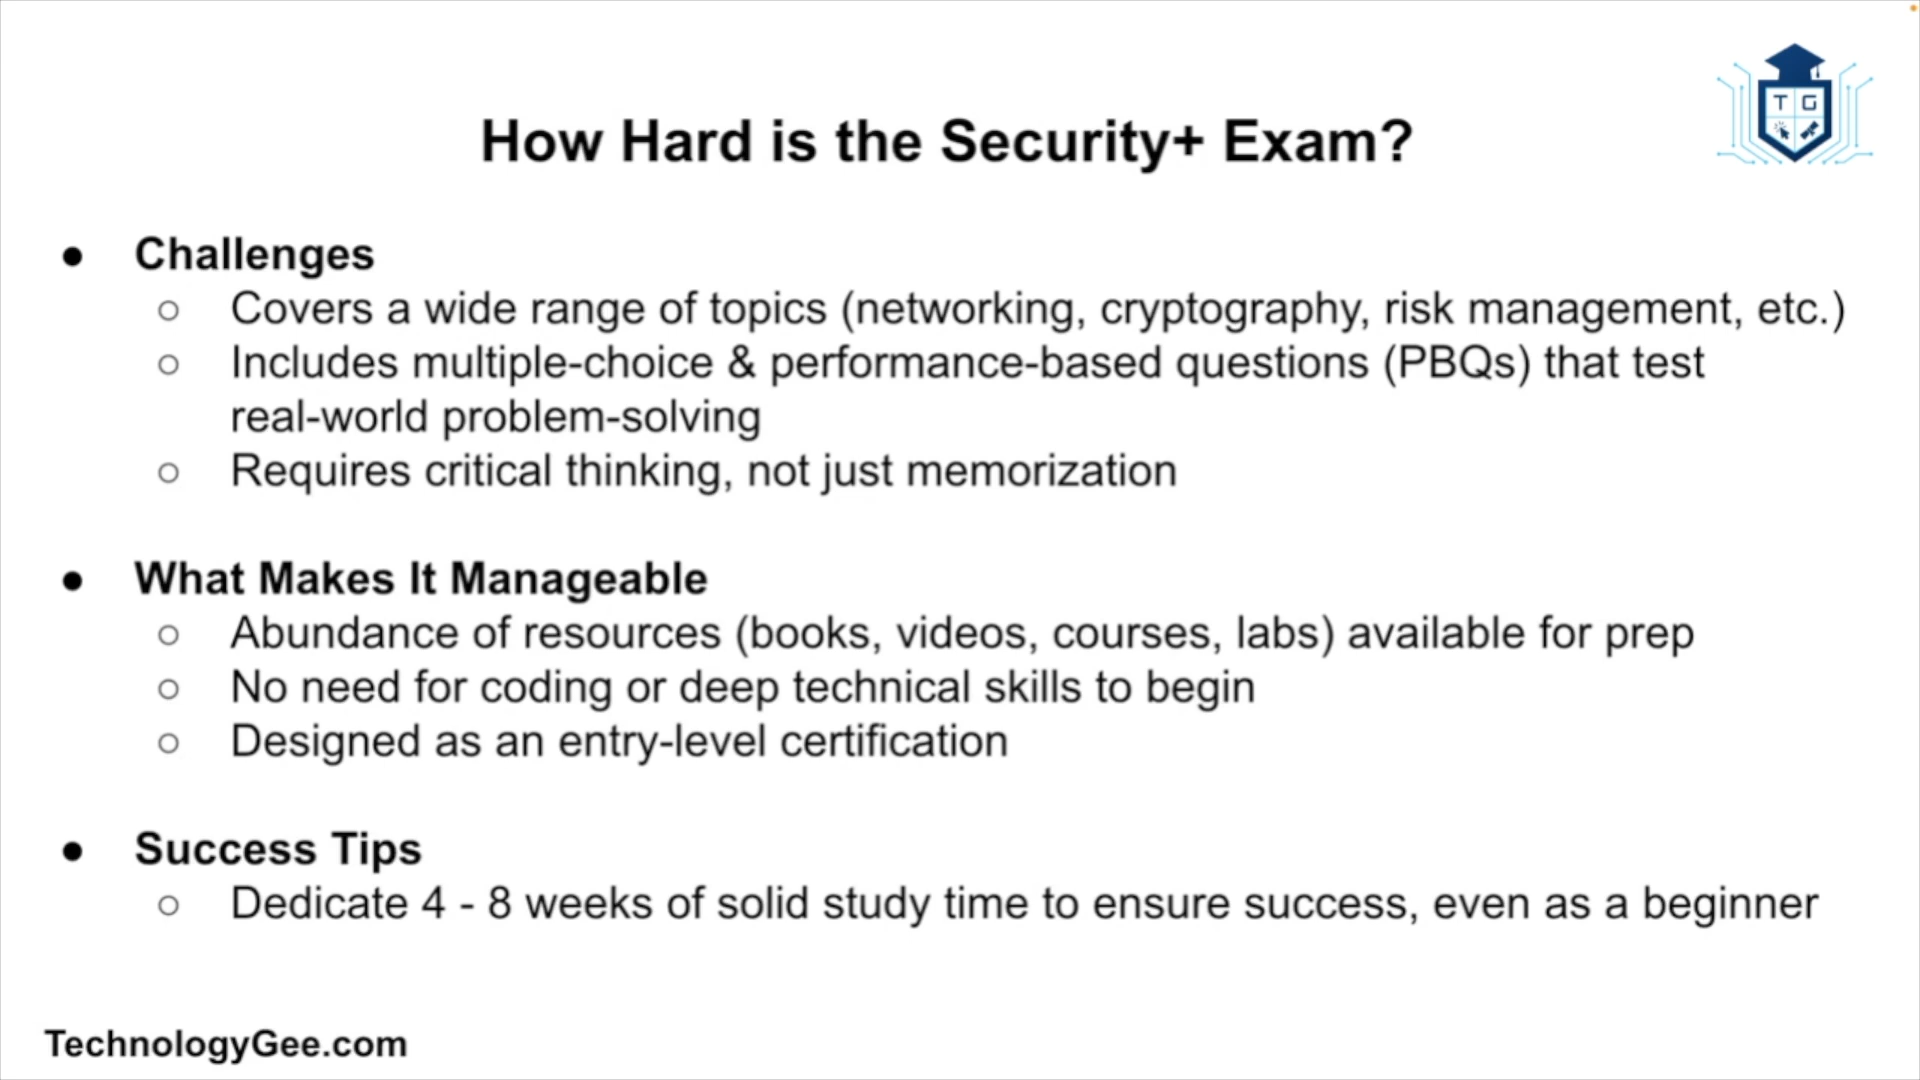 T G
How Hard is the Security+ Exam?
● Challenges
○ Covers a wide range of topics (networking, cryptography, risk management, etc.)
○ Includes multiple-choice & performance-based questions (PBQs) that test
real-world problem-solving
○ Requires critical thinking, not just memorization
● What Makes It Manageable
○ Abundance of resources (books, videos, courses, labs) available for prep
○ No need for coding or deep technical skills to begin
○ Designed as an entry-level certification
● Success Tips
○ Dedicate 4 - 8 weeks of solid study time to ensure success, even as a beginner
TechnologyGee.com